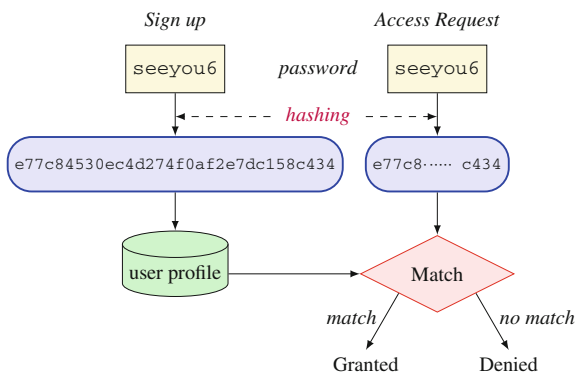 Sign up Access Request
seeyou6 password seeyou6
hashing
e77c84530ec4d274f0af2e7dc158c434 e77c8······ c434
user profile Match
match no match
Granted Denied